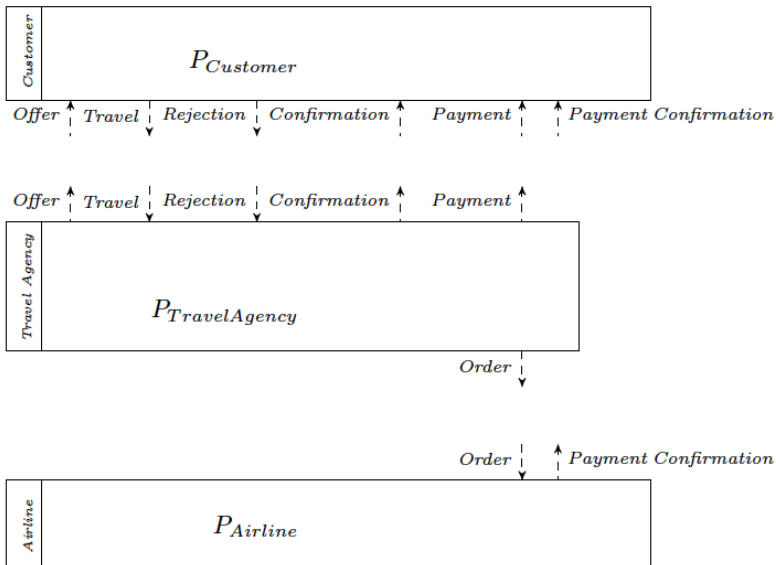 Customer
P_Customer
Offer Travel Rejection Confirmation Payment Payment Confirmation
Offer Travel Rejection Confirmation Payment
Travel Agency
P_TravelAgency
Order
Order Payment Confirmation
Airline
P_Airline